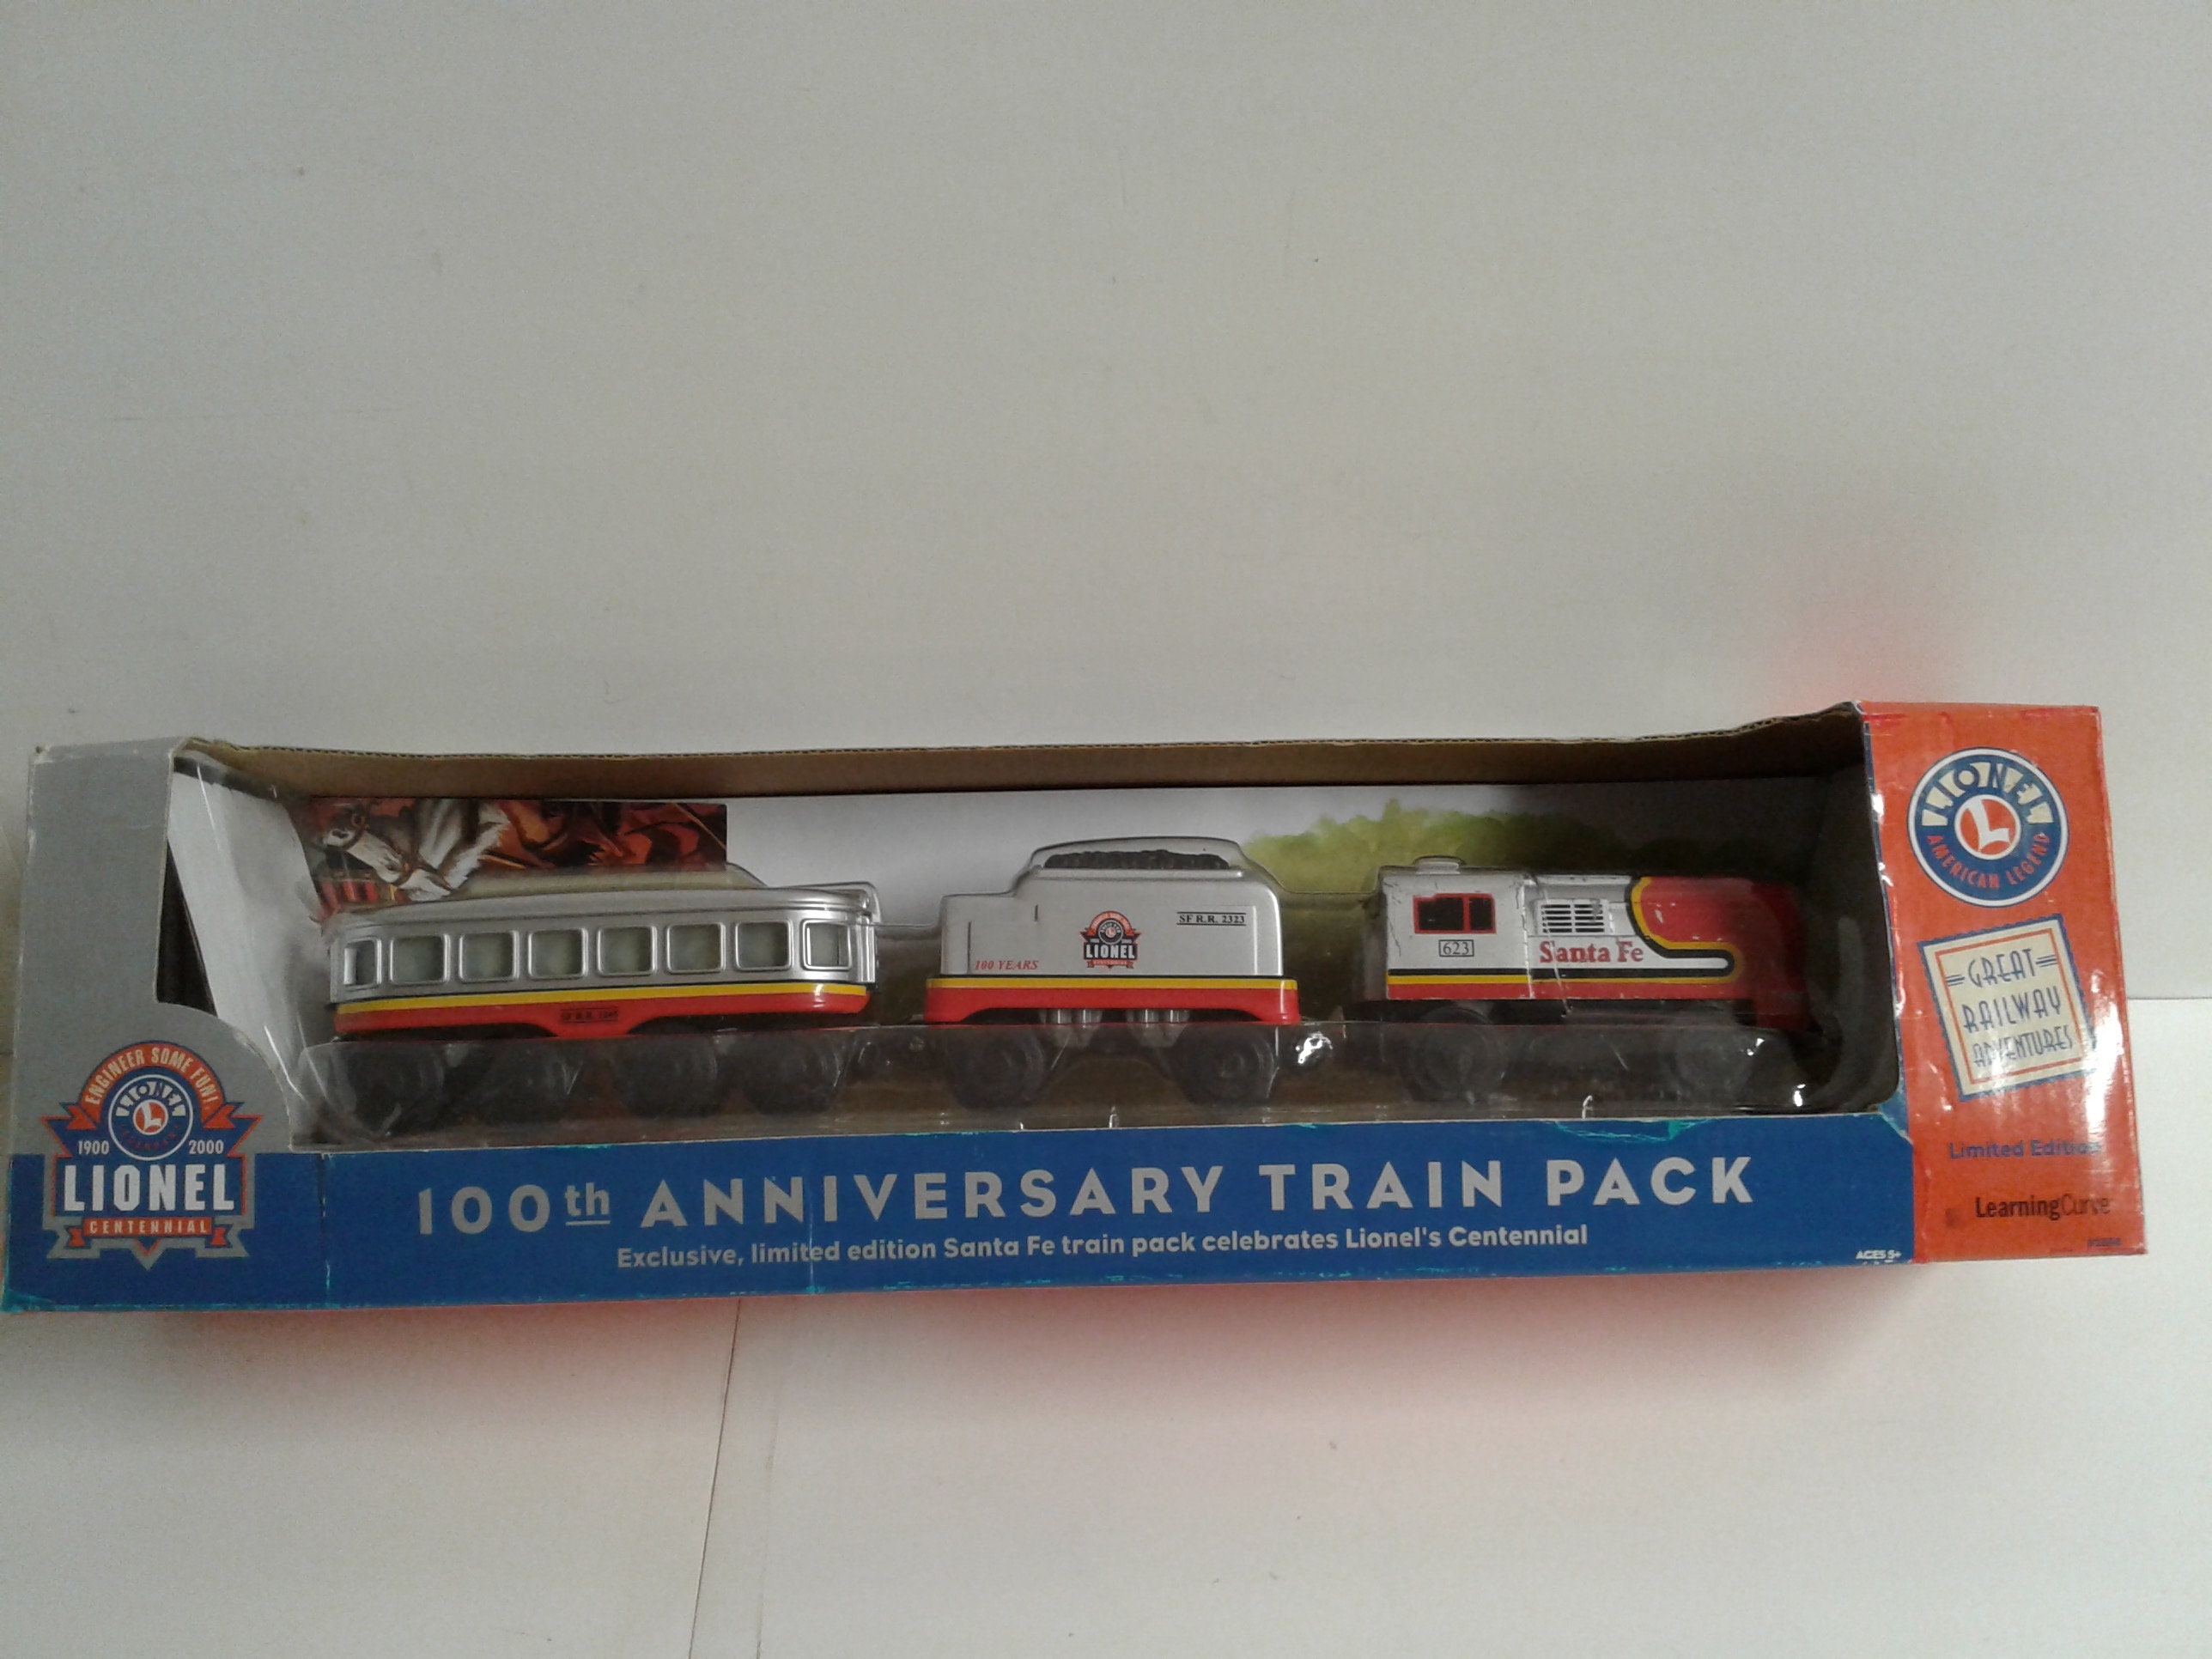 ENGINEER SOME FUN!
LIONEL
1900 2000
LIONEL
CENTENNIAL
100th ANNIVERSARY TRAIN PACK
Exclusive, limited edition Santa Fe train pack celebrates Lionel's Centennial
AGES 5+
SF R.R.
100 YEARS
LIONEL
SF R.R. 2323
623
Santa Fe
LIONEL
L
AMERICAN LEGEND
GREAT
RAILWAY
ADVENTURES
Limited Edition
LearningCurve